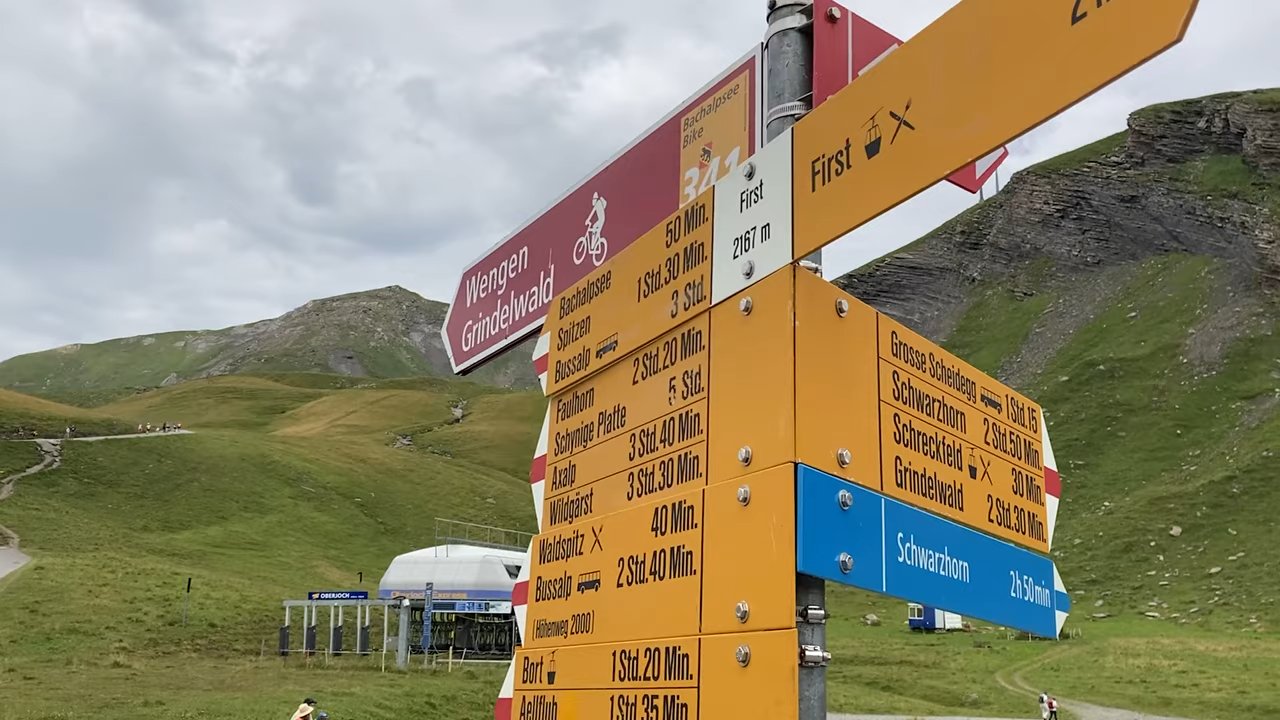 Bachalpsee
Bike
341
Wengen
Grindelwald
First
First
2167 m
Bachalpsee 50 Min.
Spitzen 1 Std. 30 Min.
Bussalp 3 Std.
Faulhorn 2 Std. 20 Min.
Schynige Platte 5 Std.
Axalp 3 Std. 40 Min.
Wildgärst 3 Std. 30 Min.
Waldspitz 40 Min.
Bussalp 2 Std. 40 Min.
(Höhenweg 2000)
Bort 1 Std. 20 Min.
Aellfluh 1 Std. 35 Min.
Grosse Scheidegg 1 Std. 15
Schwarzhorn 2 Std. 50 Min.
Schreckfeld 30 Min.
Grindelwald 2 Std. 30 Min.
Schwarzhorn 2h 50min
OBERJOCH